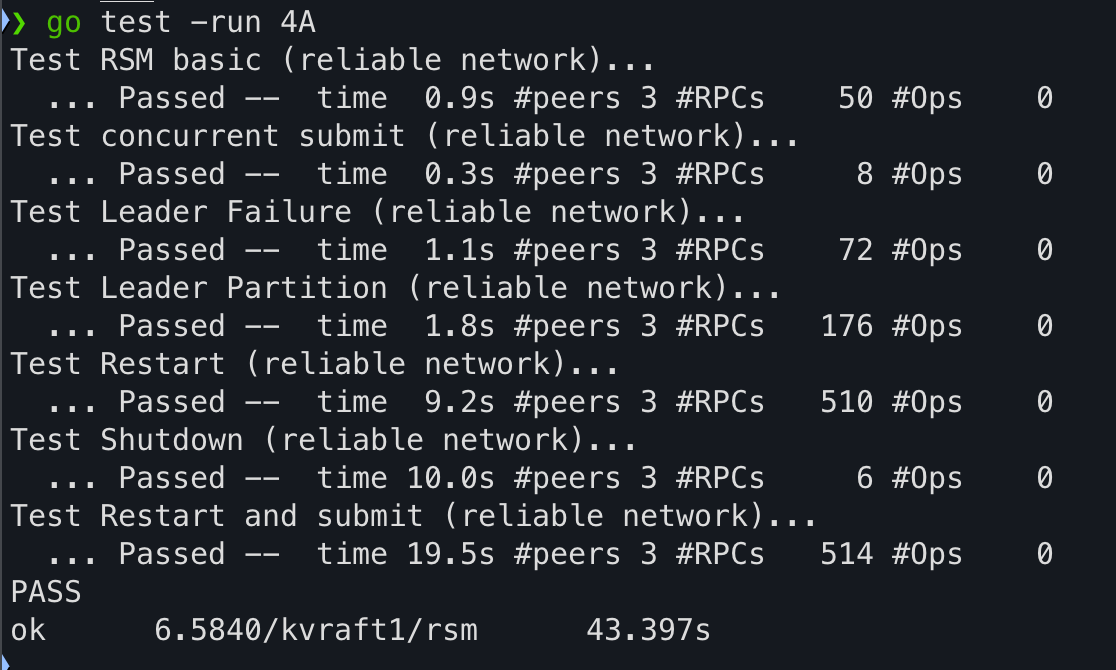 ❯ go test -run 4A
Test RSM basic (reliable network)...
  ... Passed --  time  0.9s #peers 3 #RPCs    50 #Ops    0
Test concurrent submit (reliable network)...
  ... Passed --  time  0.3s #peers 3 #RPCs     8 #Ops    0
Test Leader Failure (reliable network)...
  ... Passed --  time  1.1s #peers 3 #RPCs    72 #Ops    0
Test Leader Partition (reliable network)...
  ... Passed --  time  1.8s #peers 3 #RPCs   176 #Ops    0
Test Restart (reliable network)...
  ... Passed --  time  9.2s #peers 3 #RPCs   510 #Ops    0
Test Shutdown (reliable network)...
  ... Passed --  time 10.0s #peers 3 #RPCs     6 #Ops    0
Test Restart and submit (reliable network)...
  ... Passed --  time 19.5s #peers 3 #RPCs   514 #Ops    0
PASS
ok      6.5840/kvraft1/rsm      43.397s